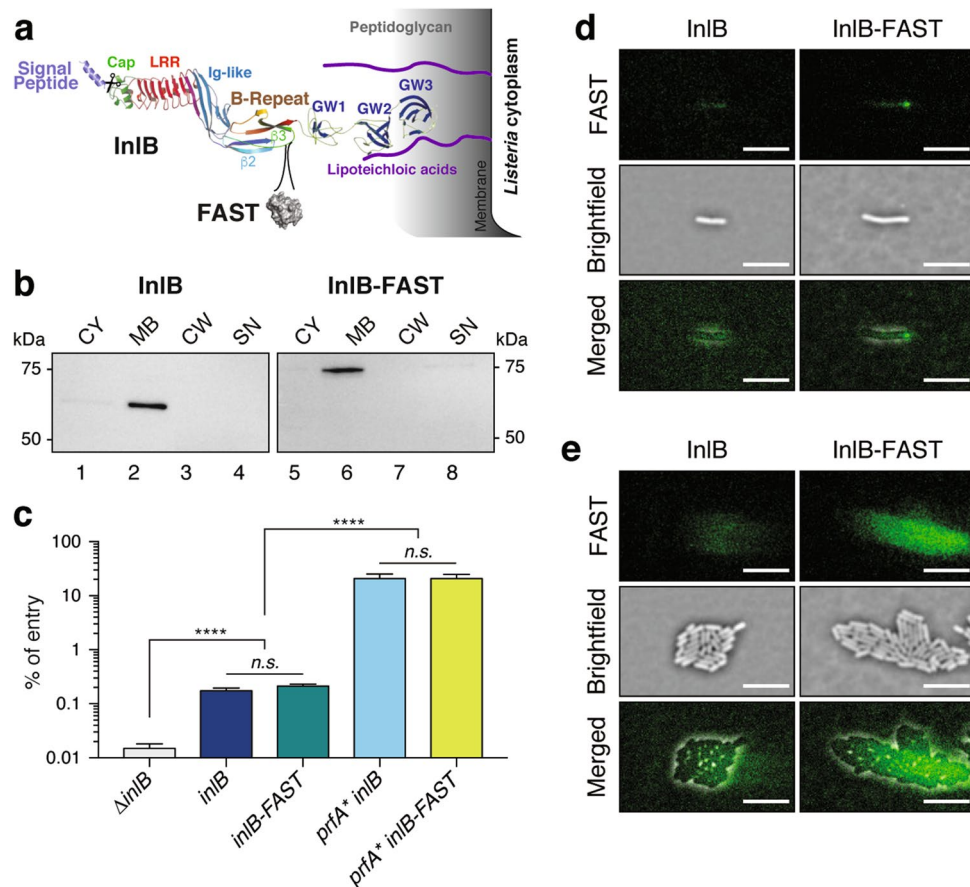 a
Peptidoglycan
Signal
Peptide
Cap
LRR
Ig-like
B-Repeat
GW1
GW2
GW3
InlB
β3
β2
Lipoteichloic acids
FAST
Membrane
Listeria cytoplasm
b
InlB
InlB-FAST
kDa
CY
MB
CW
SN
CY
MB
CW
SN
kDa
75
50
75
50
1 2 3 4 5 6 7 8
c
% of entry
100
10
1
0.1
0.01
****
n.s.
****
n.s.
ΔinlB
inlB
inlB-FAST
prfA* inlB
prfA* inlB-FAST
d
InlB
InlB-FAST
FAST
Brightfield
Merged
e
InlB
InlB-FAST
FAST
Brightfield
Merged